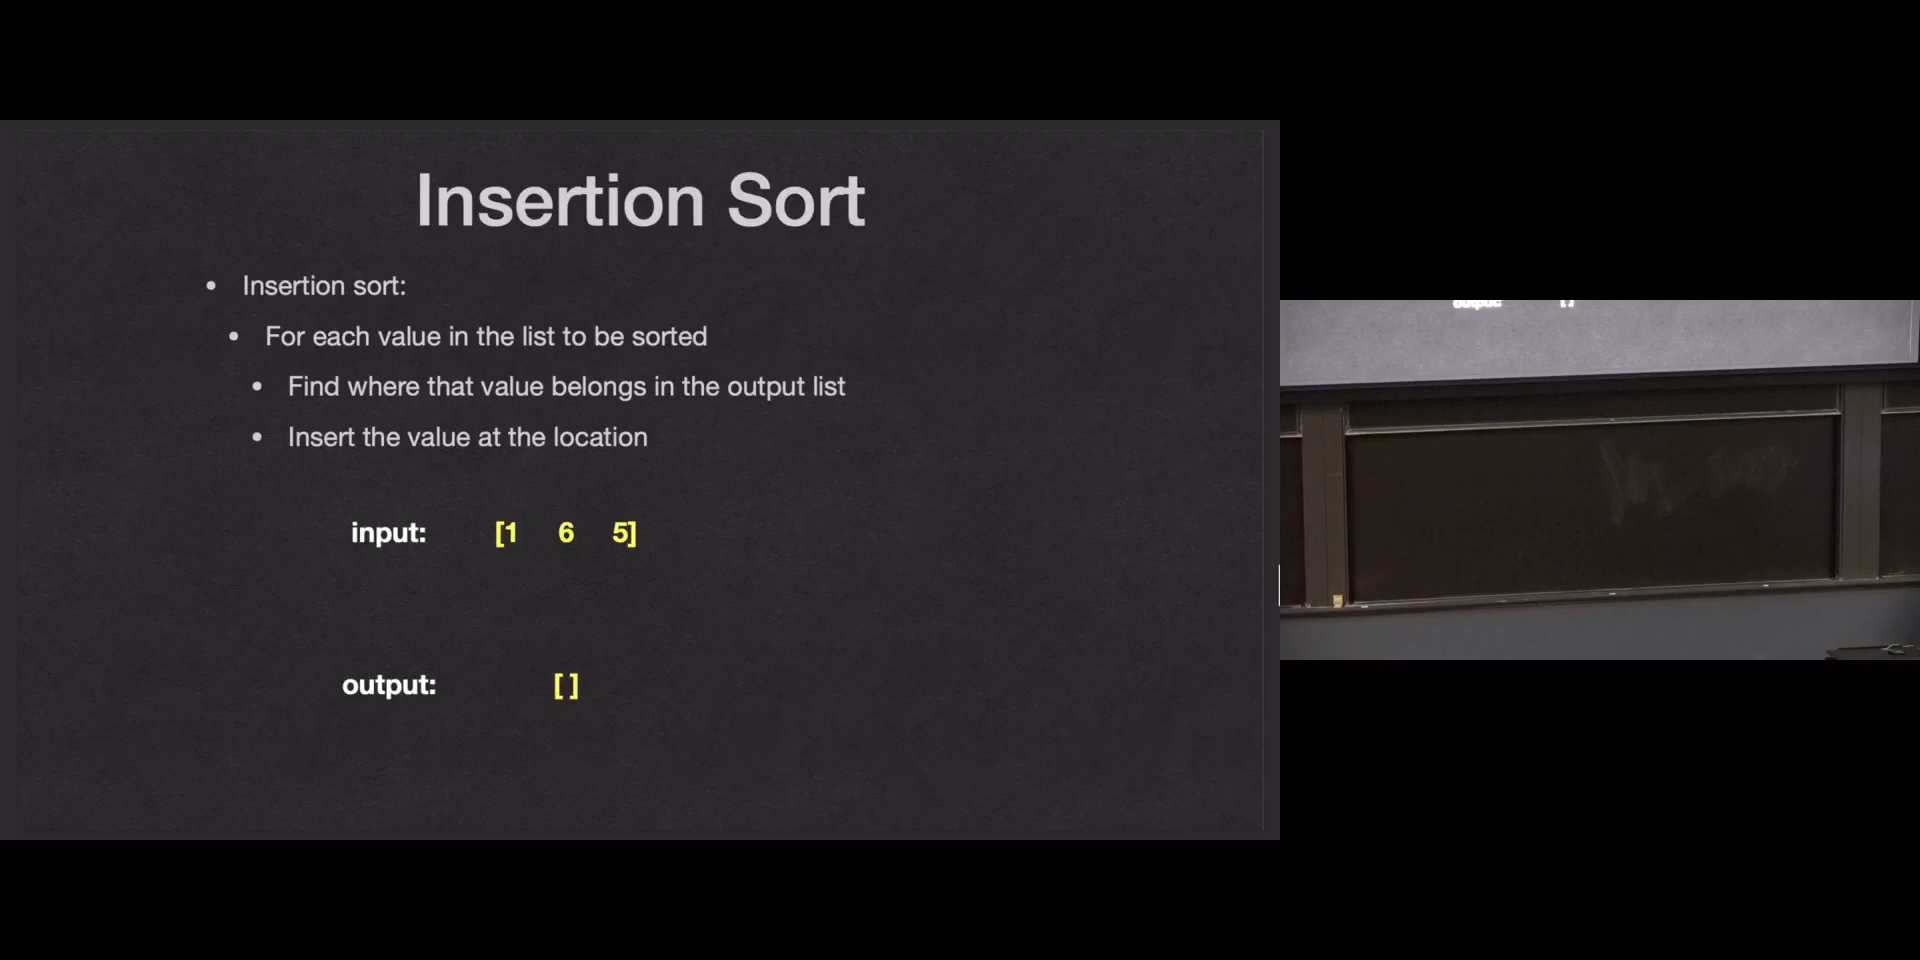 Insertion Sort
• Insertion sort:
• For each value in the list to be sorted
• Find where that value belongs in the output list
• Insert the value at the location
input: [1 6 5]
output: [ ]
output: [ ]